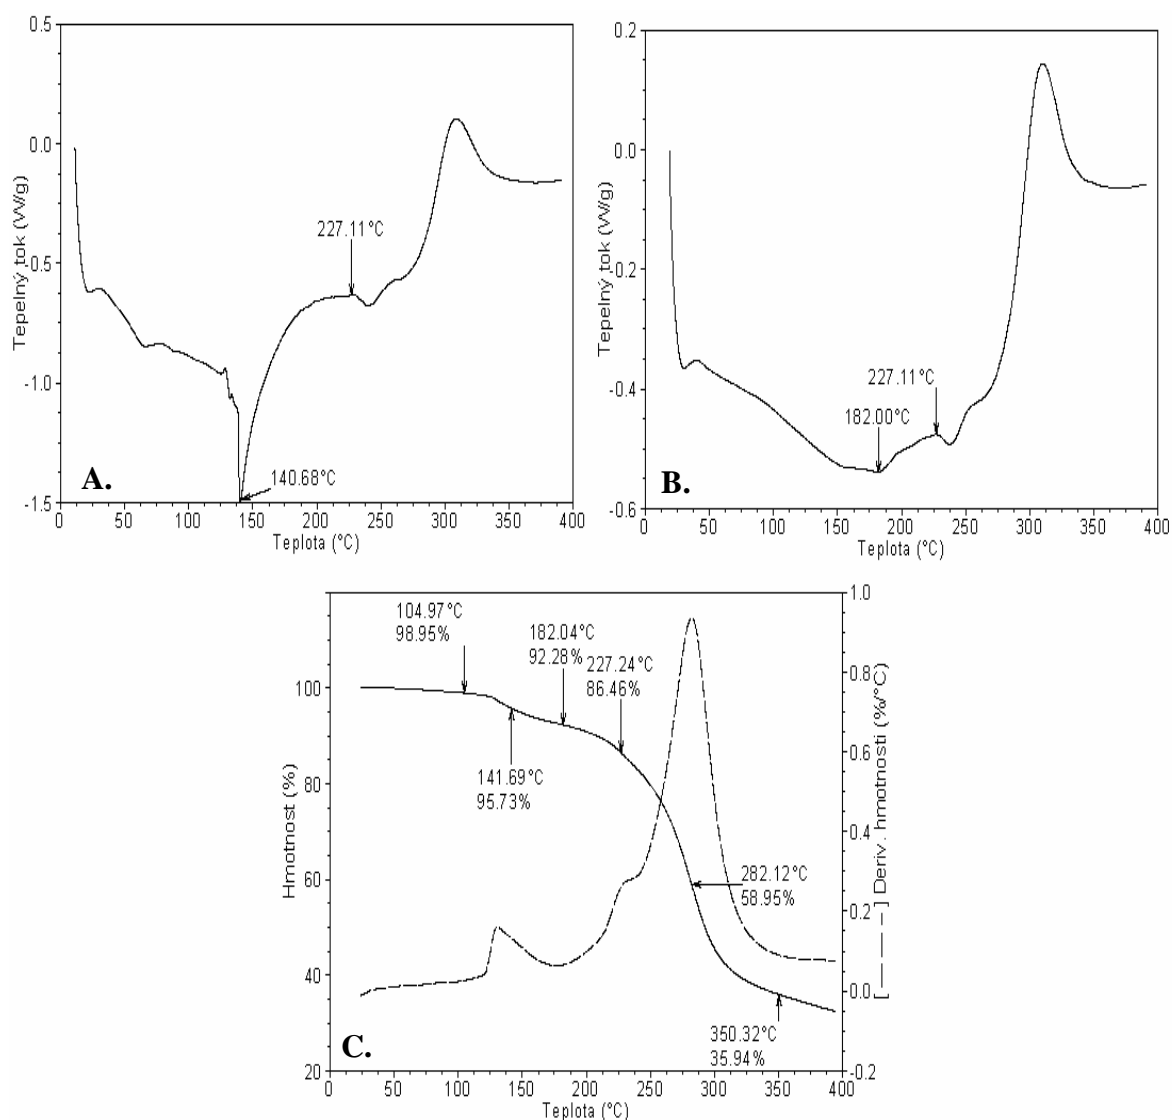 0.5
0.0
-0.5
-1.0
-1.5
Tepelný tok (W/g)
227.11°C
140.68°C
A.
0 50 100 150 200 250 300 350 400
Teplota (°C)
0.2
0.0
-0.2
-0.4
-0.6
Tepelný tok (W/g)
227.11°C
182.00°C
B.
0 50 100 150 200 250 300 350 400
Teplota (°C)
100
80
60
40
20
Hmotnost (%)
104.97°C
98.95%
182.04°C
92.28%
227.24°C
86.46%
141.69°C
95.73%
282.12°C
58.95%
350.32°C
35.94%
C.
1.0
0.8
0.6
0.4
0.2
0.0
-0.2
[— — —] Deriv. hmotnosti (%/°C)
0 50 100 150 200 250 300 350 400
Teplota (°C)